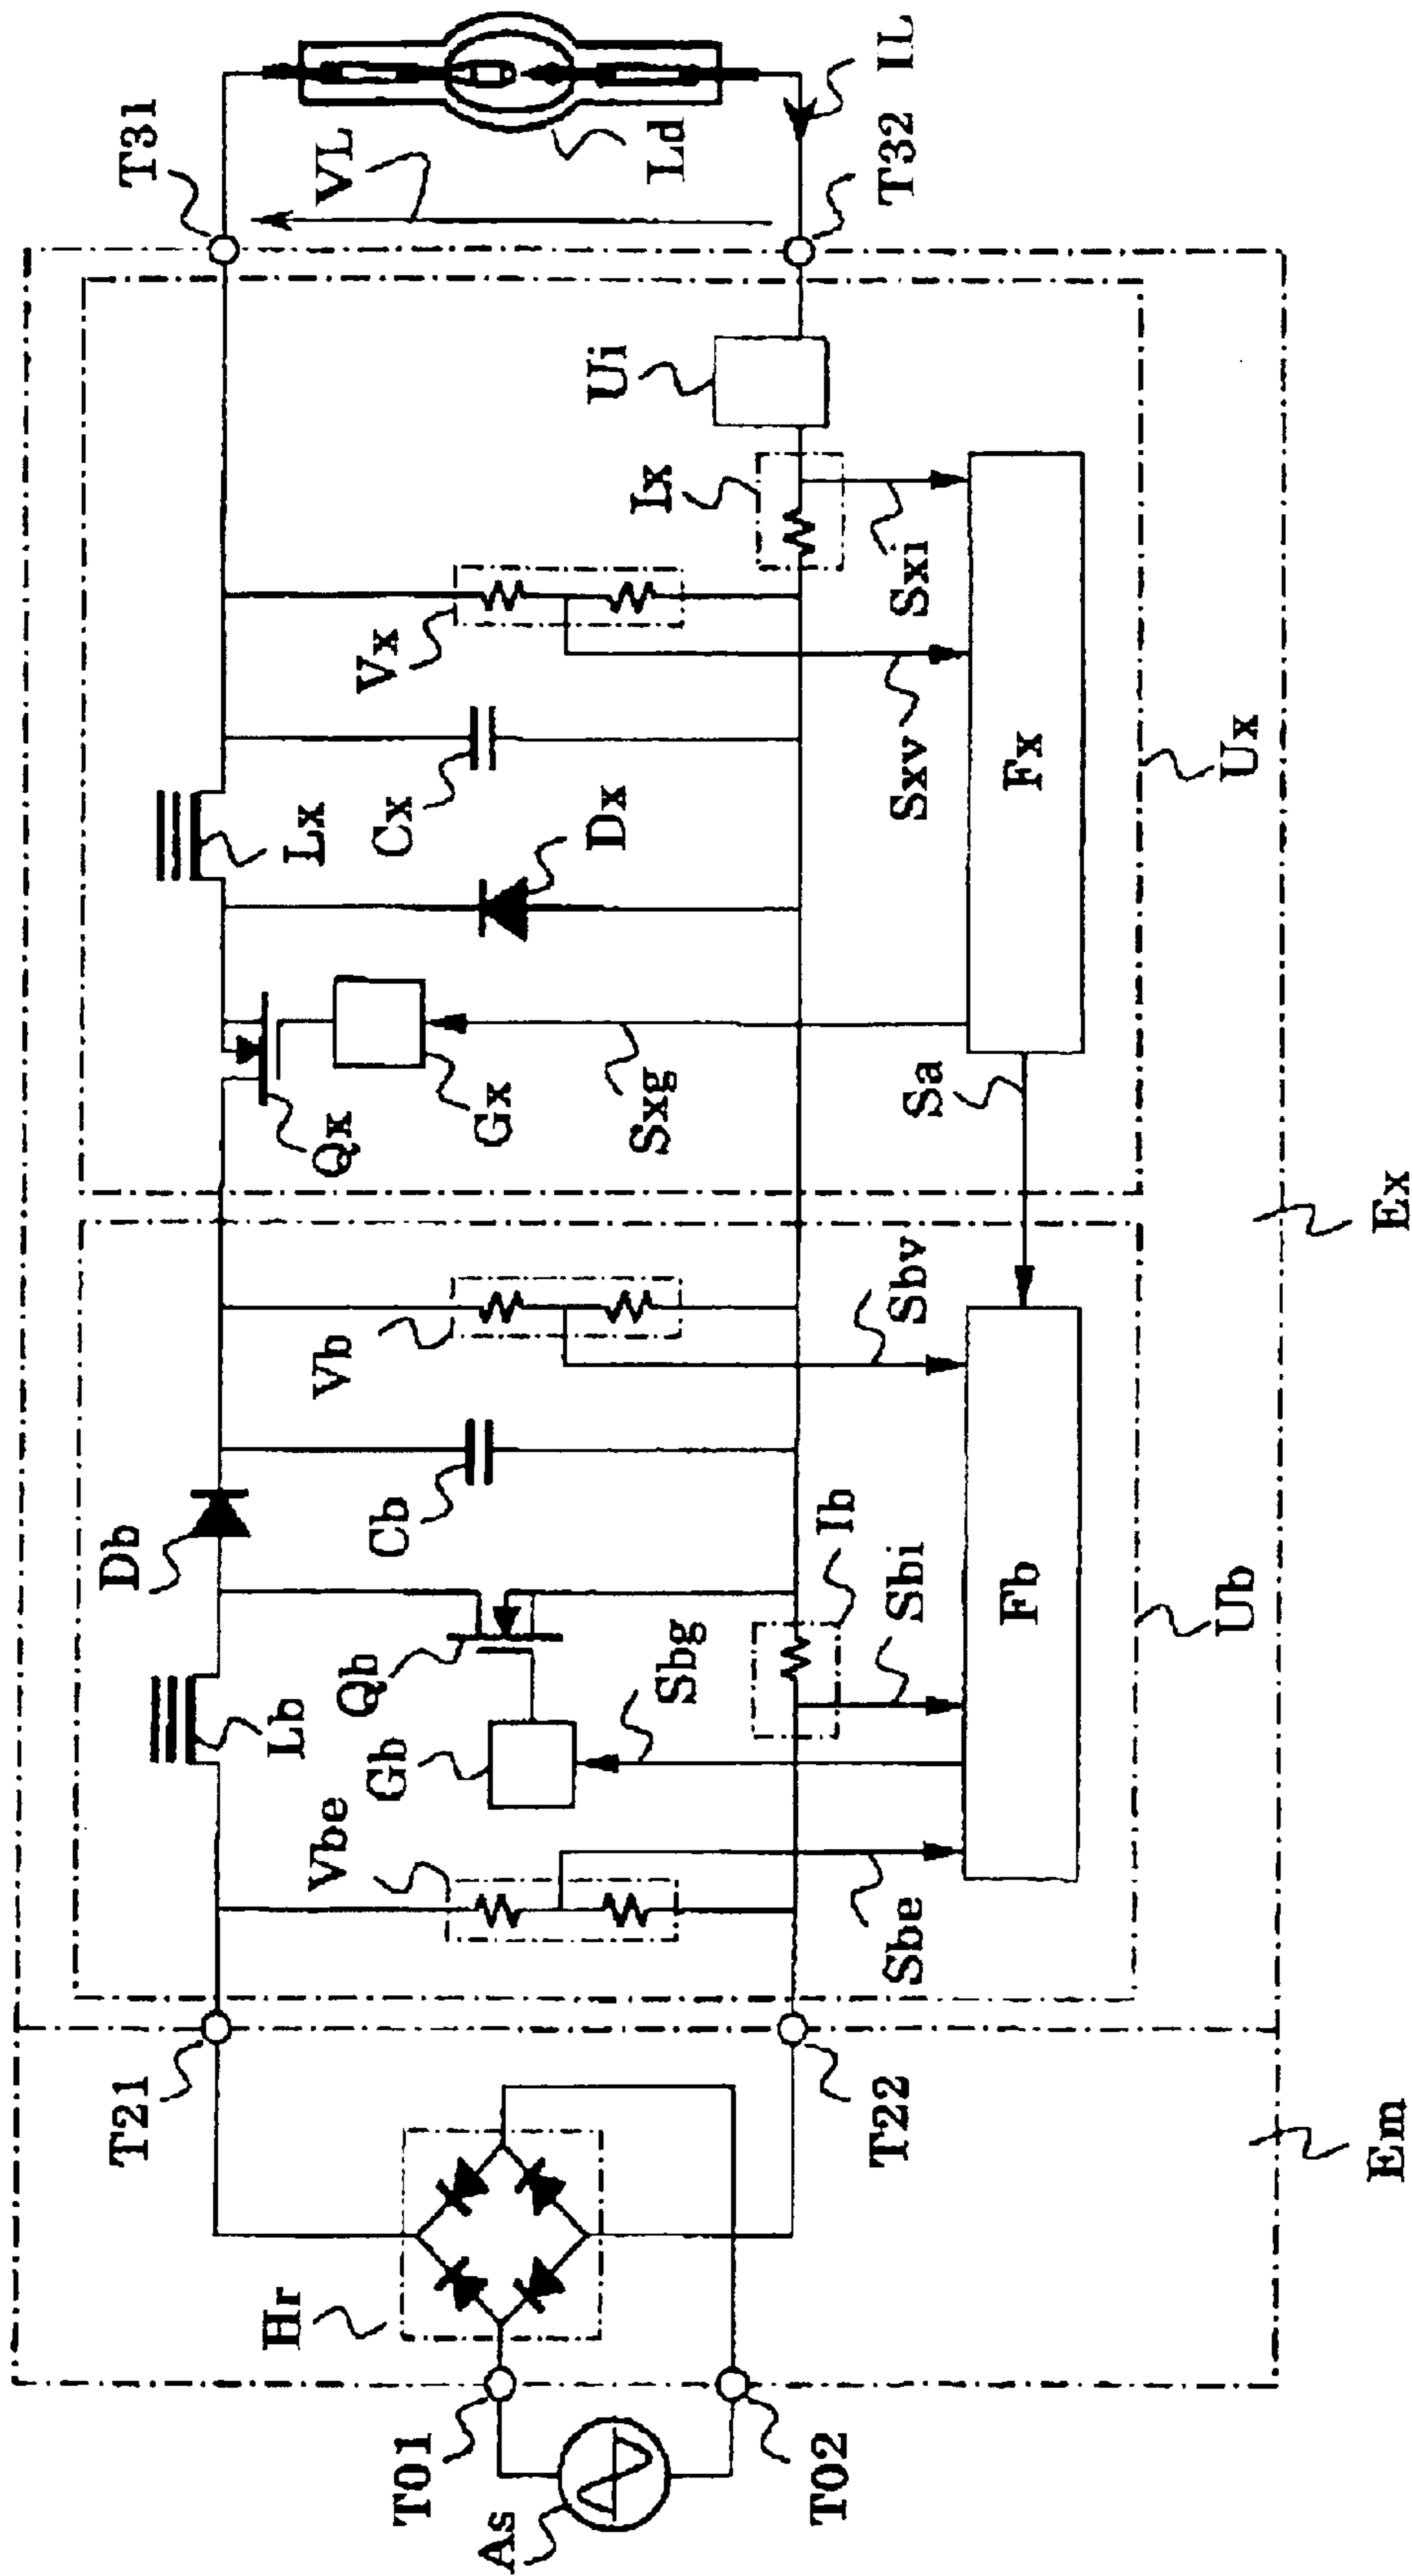 T21
Db
T31
Hr
Lb
Lx
Vbe
Vb
Qx
VL
Qb
Vx
Gb
Cb
Cx
T01
As
Gx
Dx
Ui
Sbg
Sxg
Ix
Ld
T02
Ib
T22
Sbe
Sbi
Sbv
Sa
Sxv
Sxi
T32
IL
Fb
Fx
Ub
Ux
Em
Ex